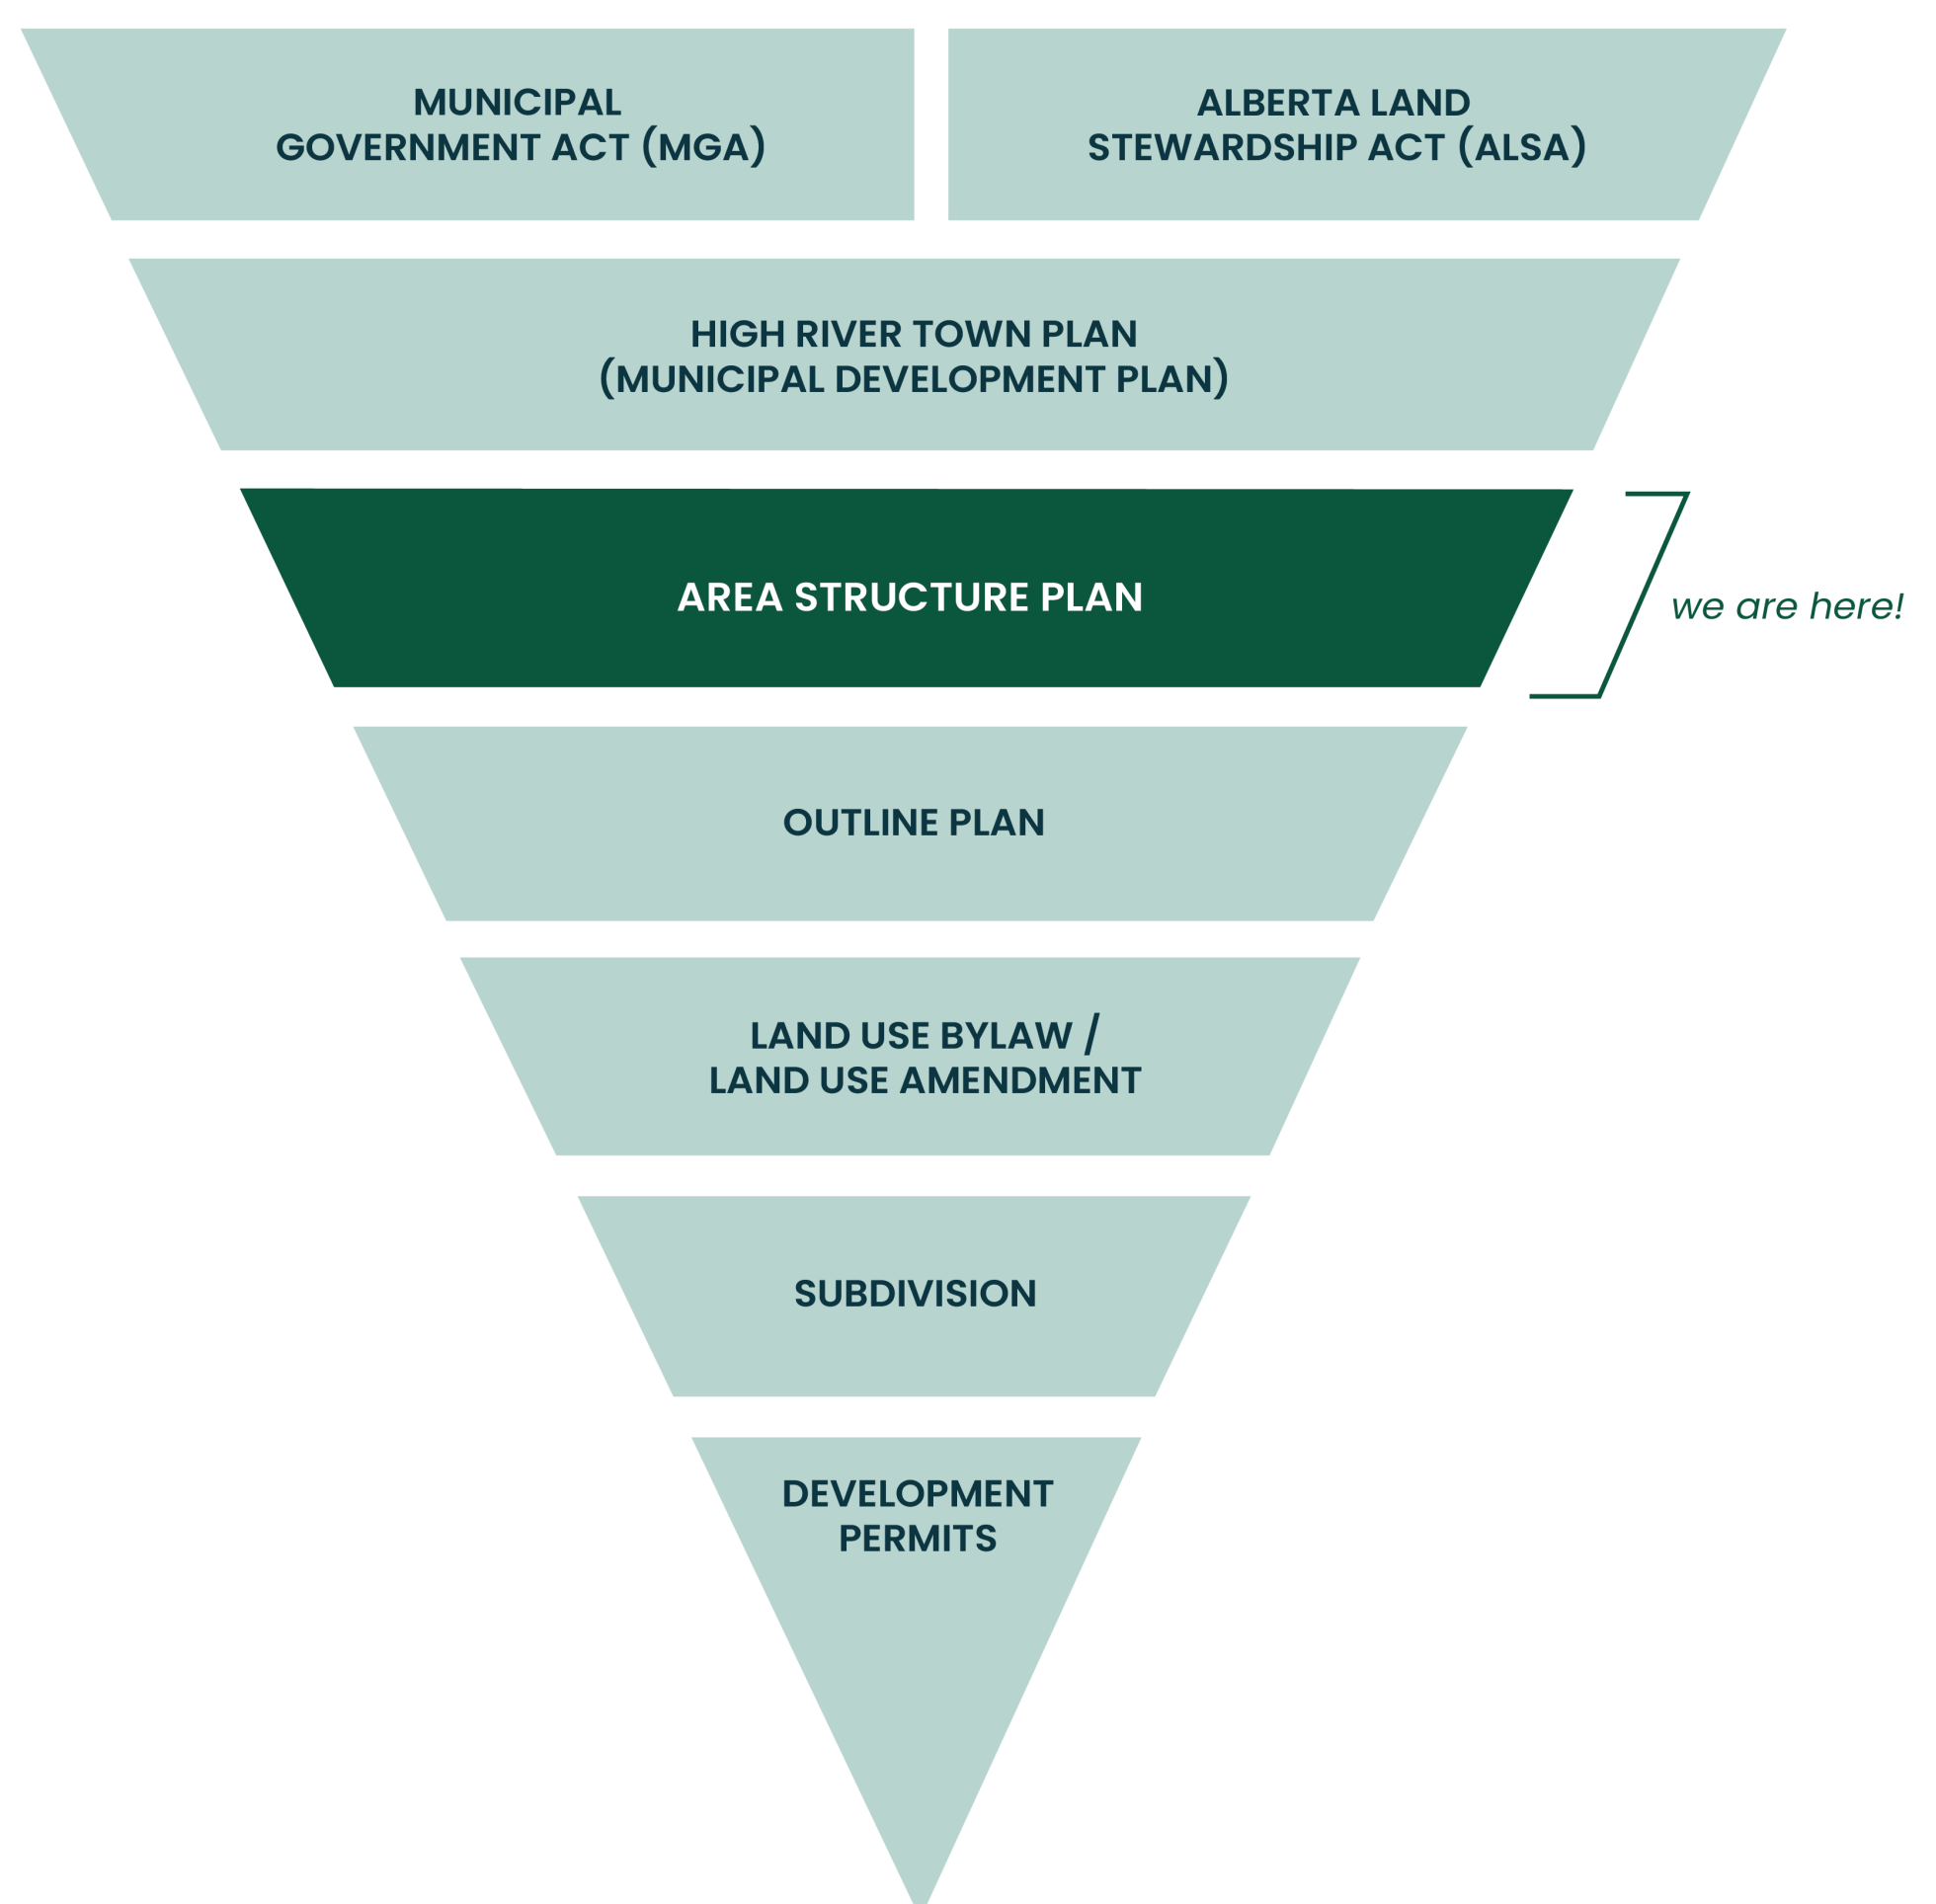 MUNICIPAL
GOVERNMENT ACT (MGA)
ALBERTA LAND
STEWARDSHIP ACT (ALSA)
HIGH RIVER TOWN PLAN
(MUNICIPAL DEVELOPMENT PLAN)
AREA STRUCTURE PLAN
we are here!
OUTLINE PLAN
LAND USE BYLAW /
LAND USE AMENDMENT
SUBDIVISION
DEVELOPMENT
PERMITS